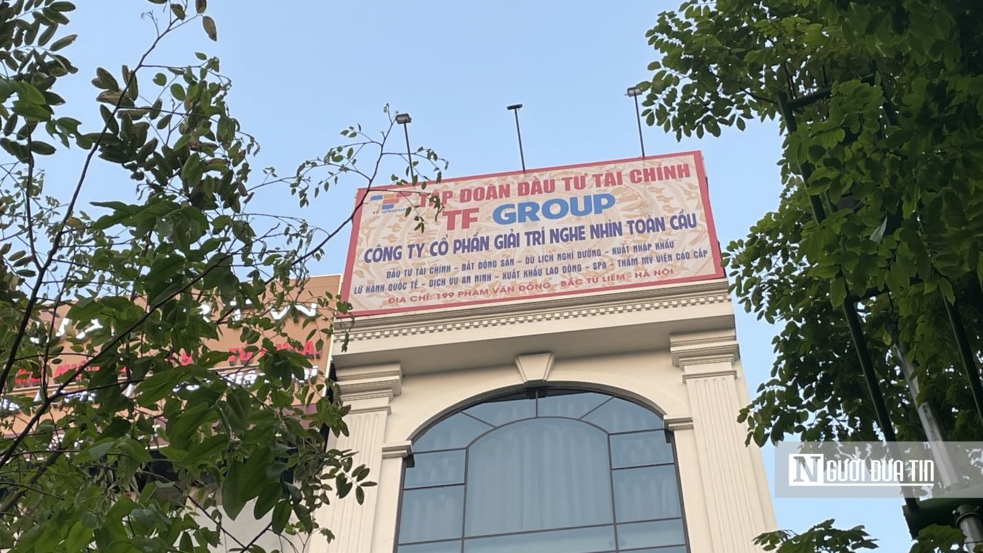 TẬP ĐOÀN ĐẦU TƯ TÀI CHÍNH
TF GROUP
CÔNG TY CỔ PHẦN GIẢI TRÍ NGHE NHÌN TOÀN CẦU
ĐẦU TƯ TÀI CHÍNH - BẤT ĐỘNG SẢN - DU LỊCH NGHỈ DƯỠNG - XUẤT NHẬP KHẨU
LỮ HÀNH QUỐC TẾ - DỊCH VỤ AN NINH - XUẤT KHẨU LAO ĐỘNG - SPA - THẨM MỸ VIỆN CAO CẤP
ĐỊA CHỈ: 199 PHẠM VĂN ĐỒNG - BẮC TỪ LIÊM - HÀ NỘI
NGƯỜI ĐƯA TIN